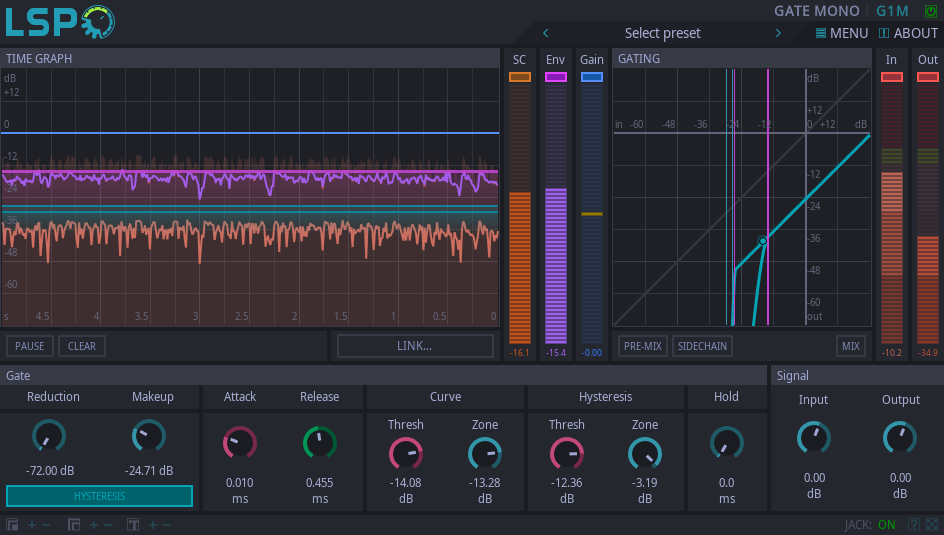 LSP
GATE MONO G1M
Select preset
MENU
ABOUT
TIME GRAPH
SC
Env
Gain
GATING
In
Out
dB
+12
0
-12
-24
-36
-48
-60
s 4.5 4 3.5 3 2.5 2 1.5 1 0.5 0
in -60 -48 -36 -24 -12 0 +12 dB
dB
+12
-12
-24
-36
-48
-60
out
-16.1
-15.4
-0.00
-10.2
-34.9
PAUSE
CLEAR
LINK...
PRE-MIX
SIDECHAIN
MIX
Gate
Signal
Reduction
Makeup
Attack
Release
Curve
Hysteresis
Hold
Input
Output
Thresh
Zone
Thresh
Zone
-72.00 dB
-24.71 dB
0.010
ms
0.455
ms
-14.08
dB
-13.28
dB
-12.36
dB
-3.19
dB
0.0
ms
0.00
dB
0.00
dB
HYSTERESIS
JACK: ON